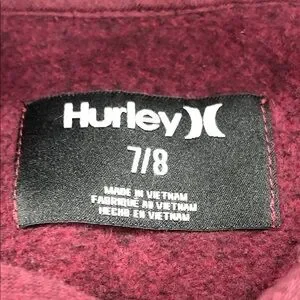 Hurley
7/8
MADE IN VIETNAM
FABRIQUÉ AU VIETNAM
HECHO EN VIETNAM